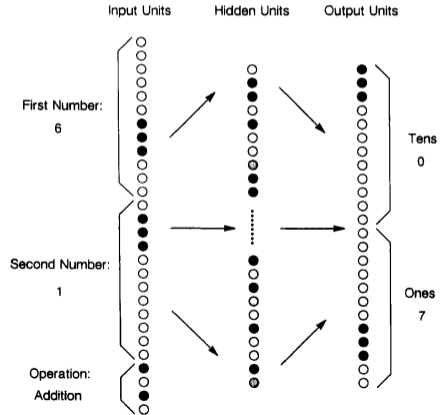 Input Units
Hidden Units
Output Units
First Number:
6
Tens
0
Second Number:
1
Ones
7
Operation:
Addition